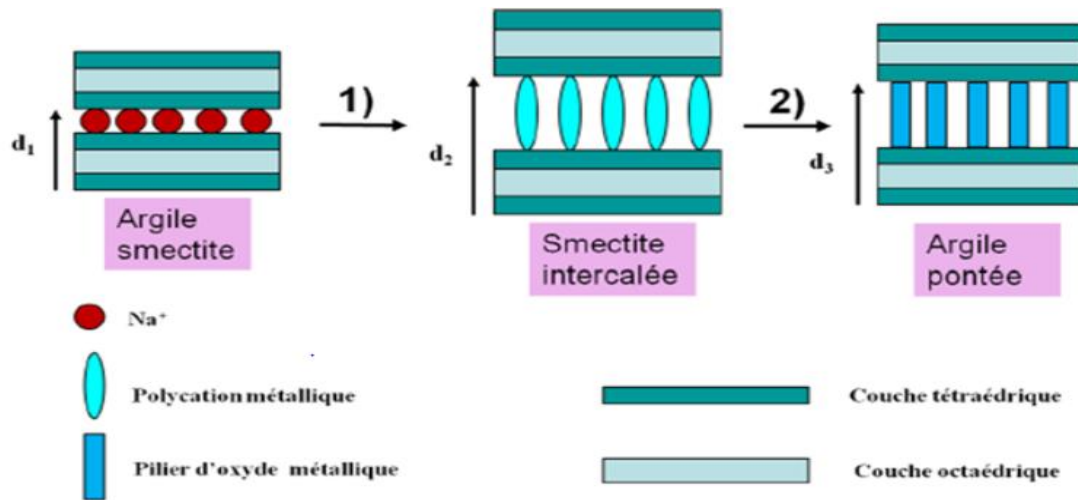 1)
2)
d₁
d₂
d₃
Argile
smectite
Smectite
intercalée
Argile
pontée
Na⁺
Polycation métallique
Couche tétraédrique
Pilier d'oxyde métallique
Couche octaédrique